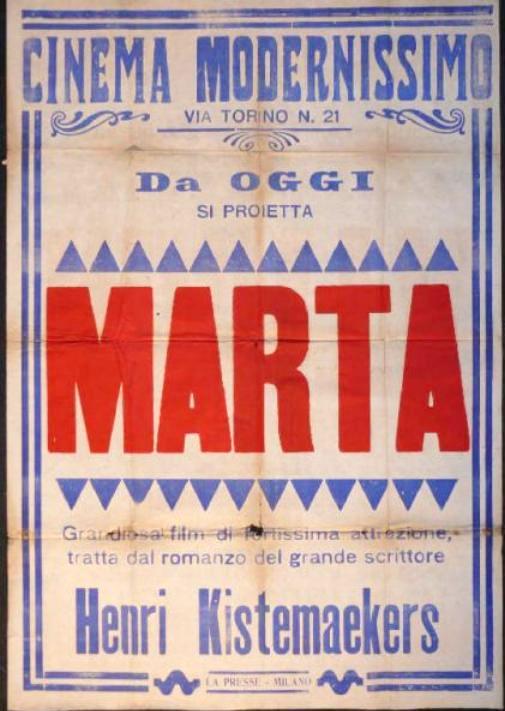 CINEMA MODERNISSIMO
VIA TORINO N. 21
Da OGGI
SI PROIETTA
MARTA
Grandiosa film di fortissima attrazione,
tratta dal romanzo del grande scrittore
Henri Kistemaekers
LA PRESSE - MILANO